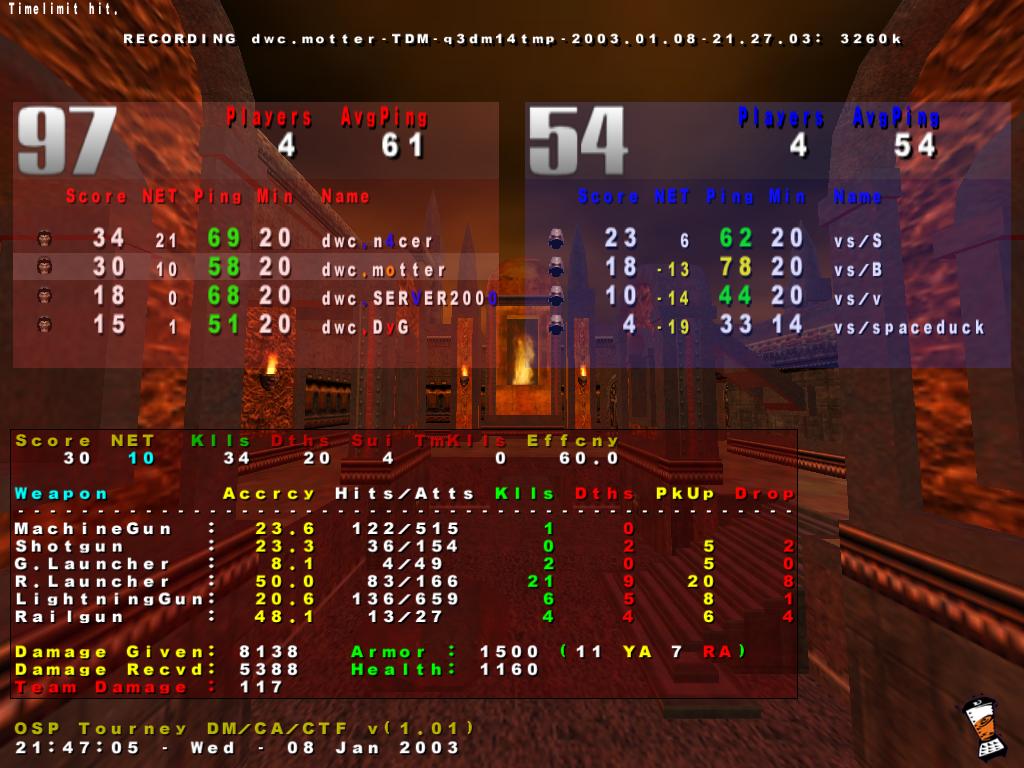 Timelimit hit.
RECORDING dwc.motter-TDM-q3dm14tmp-2003.01.08-21.27.03: 3260k
97 Players AvgPing
4 61
Score NET Ping Min Name
34 21 69 20 dwc.n4cer
30 10 58 20 dwc.motter
18 0 68 20 dwc.SERVER2000
15 1 51 20 dwc.DyG
54 Players AvgPing
4 54
Score NET Ping Min Name
23 6 62 20 vs/S
18 -13 78 20 vs/B
10 -14 44 20 vs/v
4 -19 33 14 vs/spaceduck
Score NET Klls Dths Sui TmKlls Effcny
30 10 34 20 4 0 60.0
Weapon Accrcy Hits/Atts Klls Dths PkUp Drop
MachineGun : 23.6 122/515 1 0
Shotgun : 23.3 36/154 0 2 5 2
G.Launcher : 8.1 4/49 2 0 5 0
R.Launcher : 50.0 83/166 21 9 20 8
LightningGun: 20.6 136/659 6 5 8 1
Railgun : 48.1 13/27 4 4 6 4
Damage Given: 8138 Armor : 1500 (11 YA 7 RA)
Damage Recvd: 5388 Health: 1160
Team Damage : 117
OSP Tourney DM/CA/CTF v(1.01)
21:47:05 - Wed - 08 Jan 2003